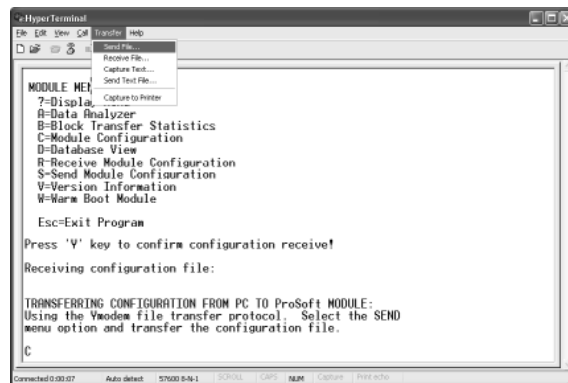 HyperTerminal
File Edit View Call Transfer Help
Send File...
Receive File...
Capture Text...
Send Text File...
Capture to Printer
MODULE ME
?=Displa
A=Data Analyzer
B=Block Transfer Statistics
C=Module Configuration
D=Database View
R=Receive Module Configuration
S=Send Module Configuration
V=Version Information
W=Warm Boot Module
Esc=Exit Program
Press 'Y' key to confirm configuration receive!
Receiving configuration file:
TRANSFERRING CONFIGURATION FROM PC TO ProSoft MODULE:
Using the Ymodem file transfer protocol. Select the SEND
menu option and transfer the configuration file.
C
Connected 0:00:07 Auto detect 57600 8-N-1 SCROLL CAPS NUM Capture Print echo